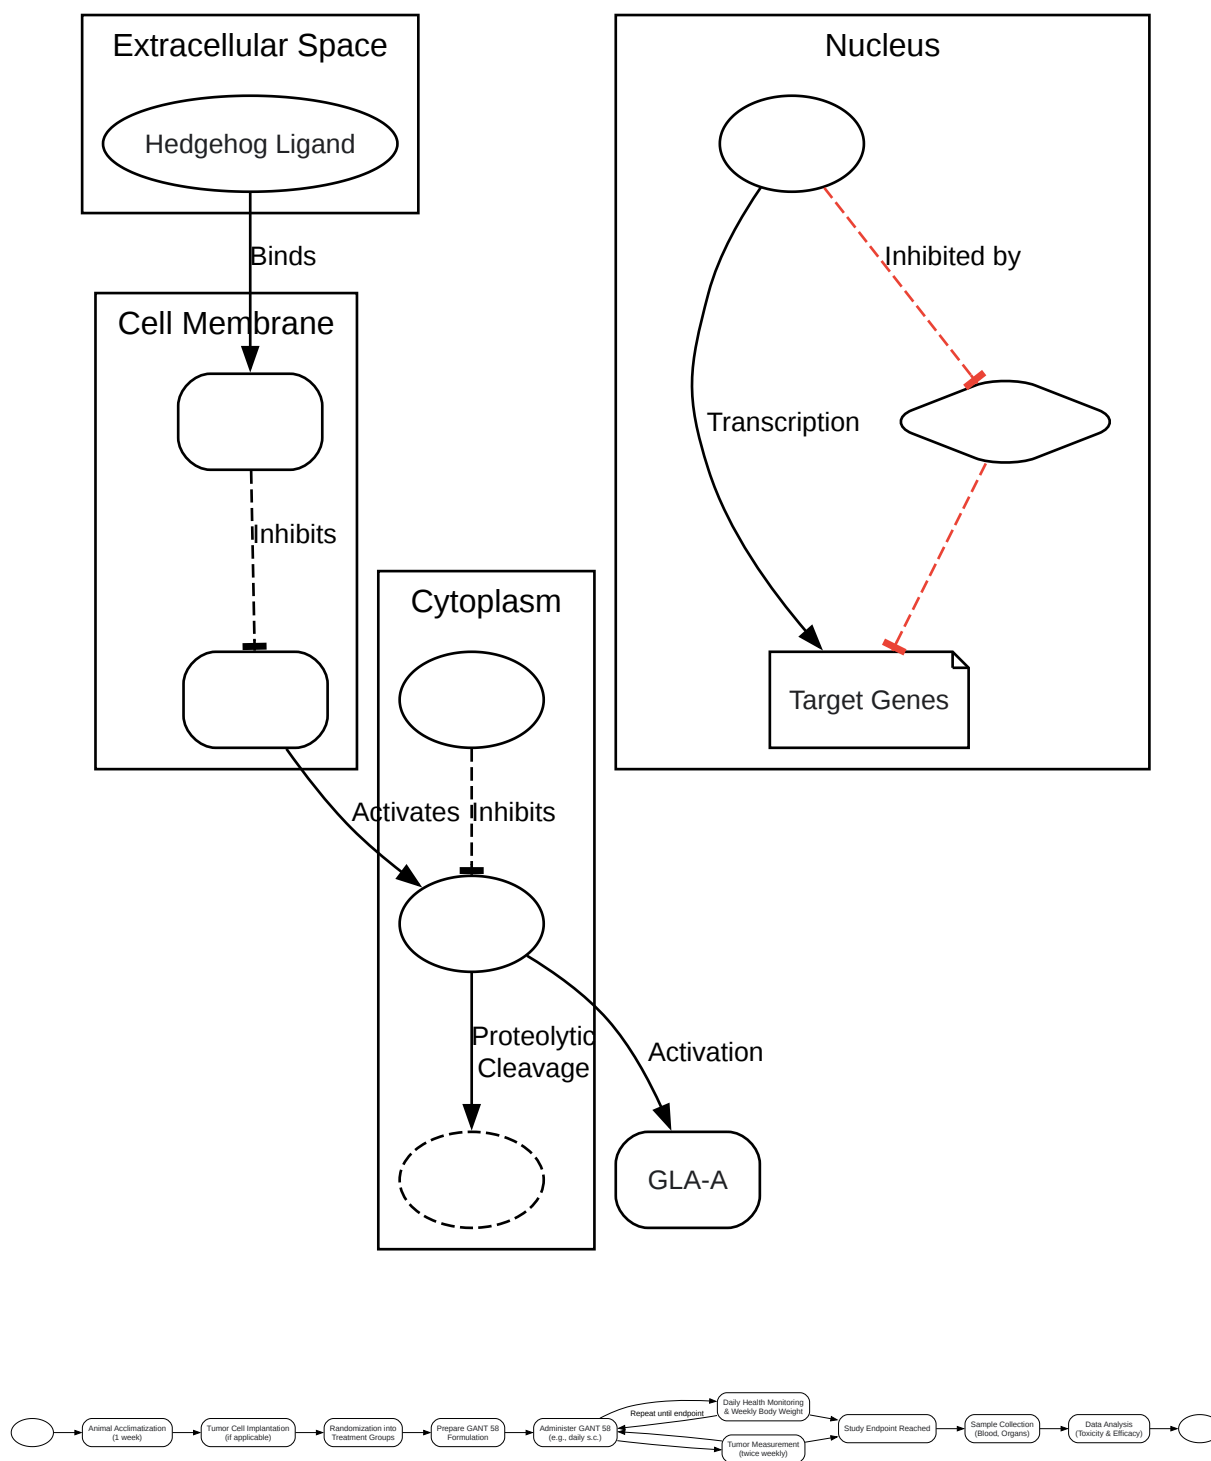 Extracellular Space
Hedgehog Ligand
Binds
Cell Membrane
Inhibits
Activates
Cytoplasm
Inhibits
Proteolytic
Cleavage
Activation
GLA-A
Nucleus
Inhibited by
Transcription
Target Genes
Animal Acclimatization
(1 week)
Tumor Cell Implantation
(if applicable)
Randomization into
Treatment Groups
Prepare GANT 58
Formulation
Administer GANT 58
(e.g., daily s.c.)
Repeat until endpoint
Daily Health Monitoring
& Weekly Body Weight
Tumor Measurement
(twice weekly)
Study Endpoint Reached
Sample Collection
(Blood, Organs)
Data Analysis
(Toxicity & Efficacy)